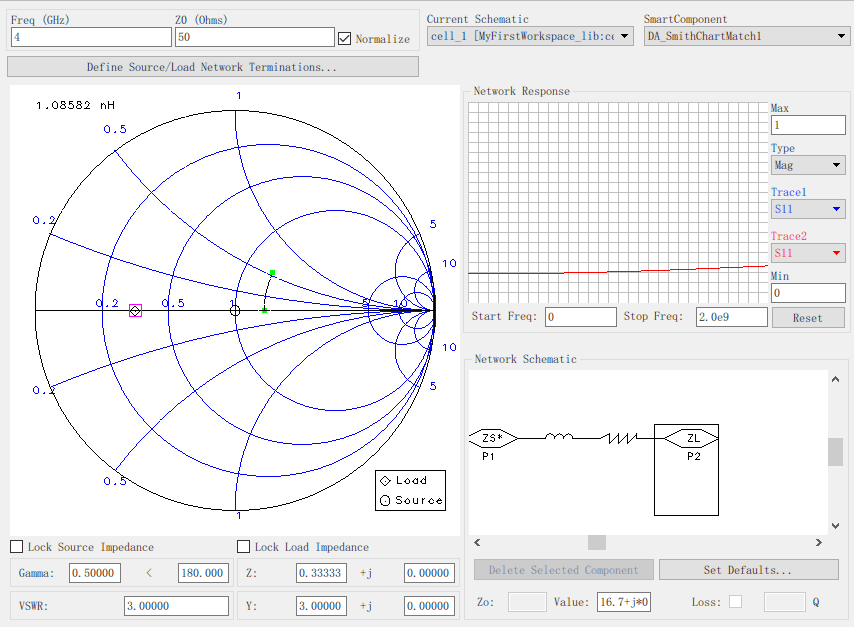 Freq (GHz)
Z0 (Ohms)
4
50
Normalize
Define Source/Load Network Terminations...
Current Schematic
cell_1 [MyFirstWorkspace_lib:ce
SmartComponent
DA_SmithChartMatch1
1.08582 nH
1
0.5
0.2
5
10
0.2
0.5
1
5
10
10
0.2
5
0.5
1
Load
Source
Network Response
Max
1
Type
Mag
Trace1
S11
Trace2
S11
Min
0
Start Freq:
0
Stop Freq:
2.0e9
Reset
Network Schematic
ZS*
P1
ZL
P2
Delete Selected Component
Set Defaults...
Zo:
Value:
16.7+j*0
Loss:
Q
Lock Source Impedance
Lock Load Impedance
Gamma:
0.50000
<
180.000
Z:
0.33333
+j
0.00000
VSWR:
3.00000
Y:
3.00000
+j
0.00000